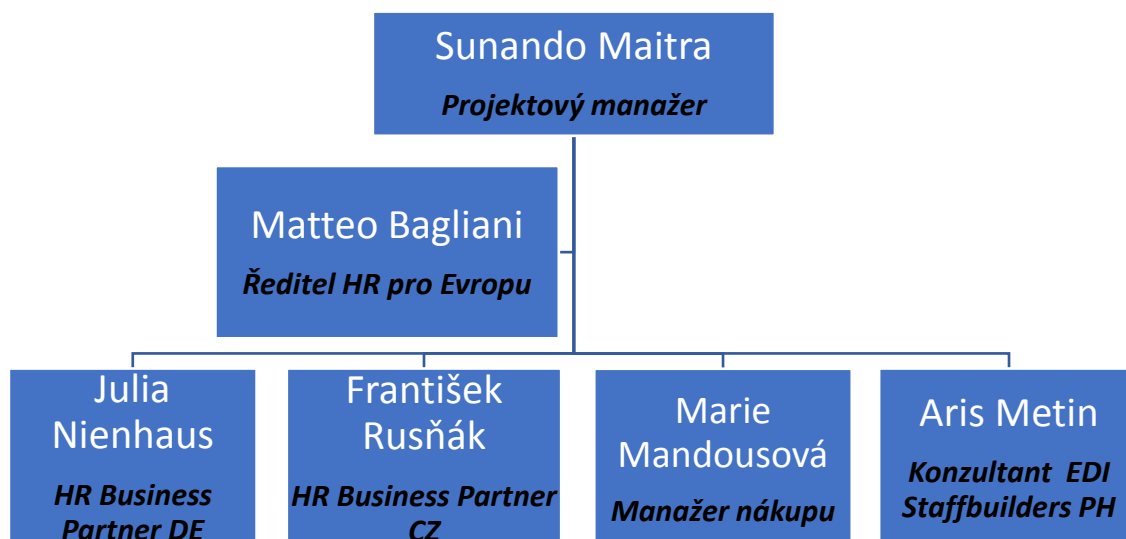 Sunando Maitra
Projektový manažer
Matteo Bagliani
Ředitel HR pro Evropu
Julia
Nienhaus
HR Business
Partner DE
František
Rusňák
HR Business Partner
CZ
Marie
Mandousová
Manažer nákupu
Aris Metin
Konzultant  EDI
Staffbuilders PH